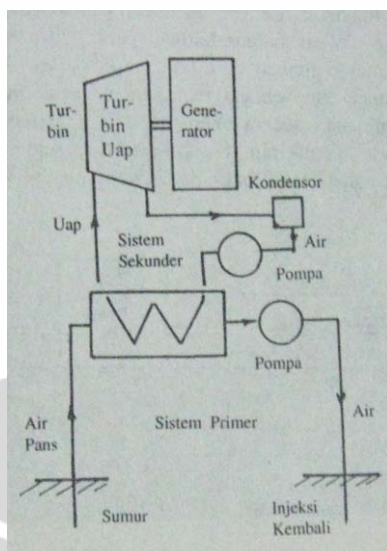 Tur-
bin
Tur-
bin
Uap
Gene-
rator
Kondensor
Uap
Sistem
Sekunder
Air
Pompa
Pompa
Air
Pans
Sistem Primer
Air
Sumur
Injeksi
Kembali